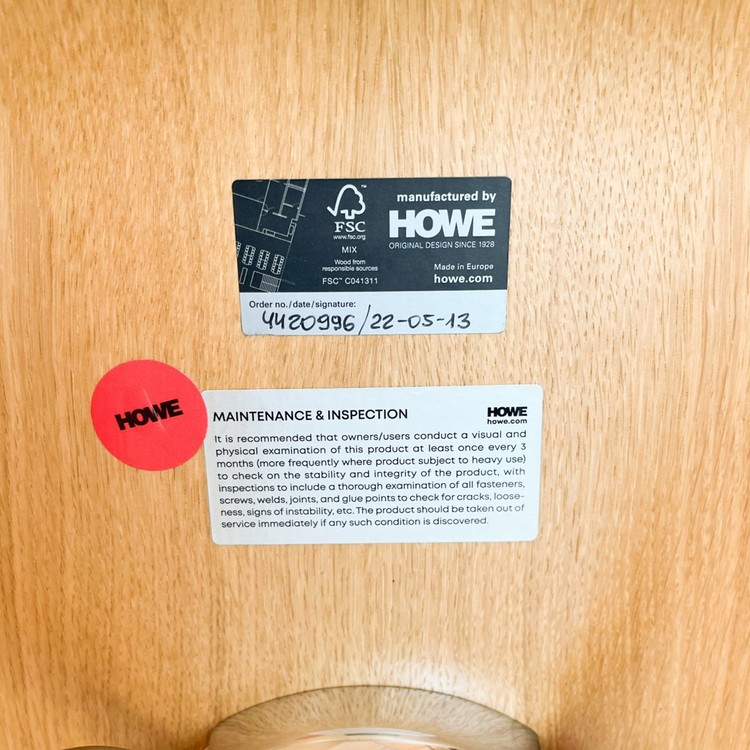 FSC™
www.fsc.org
MIX
Wood from
responsible sources
FSC™ C041311
manufactured by
HOWE
ORIGINAL DESIGN SINCE 1928
Made in Europe
howe.com
Order no./date/signature:
4420996/22-05-13
HOWE
MAINTENANCE & INSPECTION
HOWE
howe.com
It is recommended that owners/users conduct a visual and
physical examination of this product at least once every 3
months (more frequently where product subject to heavy use)
to check on the stability and integrity of the product, with
inspections to include a thorough examination of all fasteners,
screws, welds, joints, and glue points to check for cracks, loose-
ness, signs of instability, etc. The product should be taken out of
service immediately if any such condition is discovered.